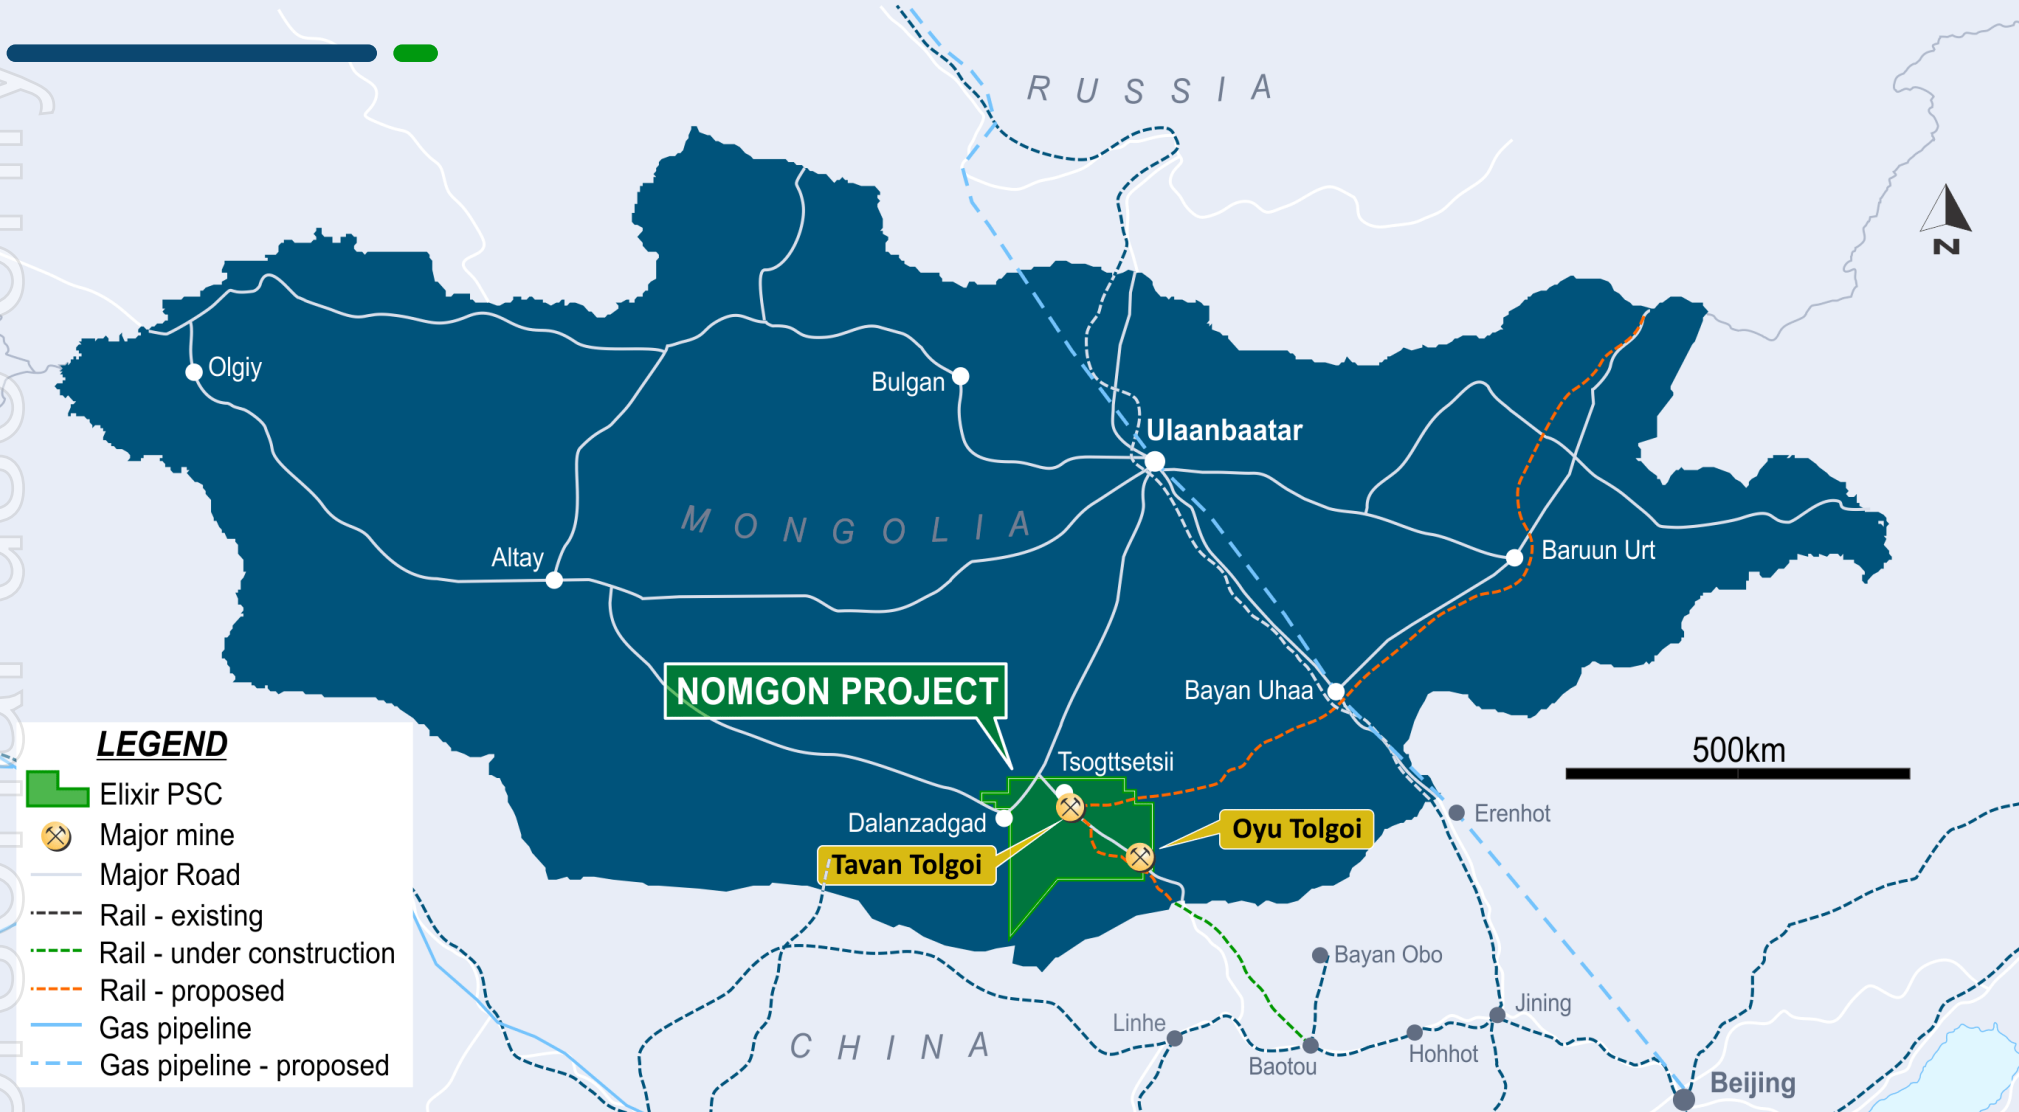 RUSSIA
N
Olgiy
Bulgan
Ulaanbaatar
MONGOLIA
Altay
Baruun Urt
NOMGON PROJECT
Bayan Uhaa
500km
Tsogttsetsii
Dalanzadgad
Oyu Tolgoi
Tavan Tolgoi
Erenhot
LEGEND
Elixir PSC
Major mine
Major Road
Rail - existing
Rail - under construction
Rail - proposed
Gas pipeline
Gas pipeline - proposed
Bayan Obo
Jining
Linhe
CHINA
Hohhot
Baotou
Beijing